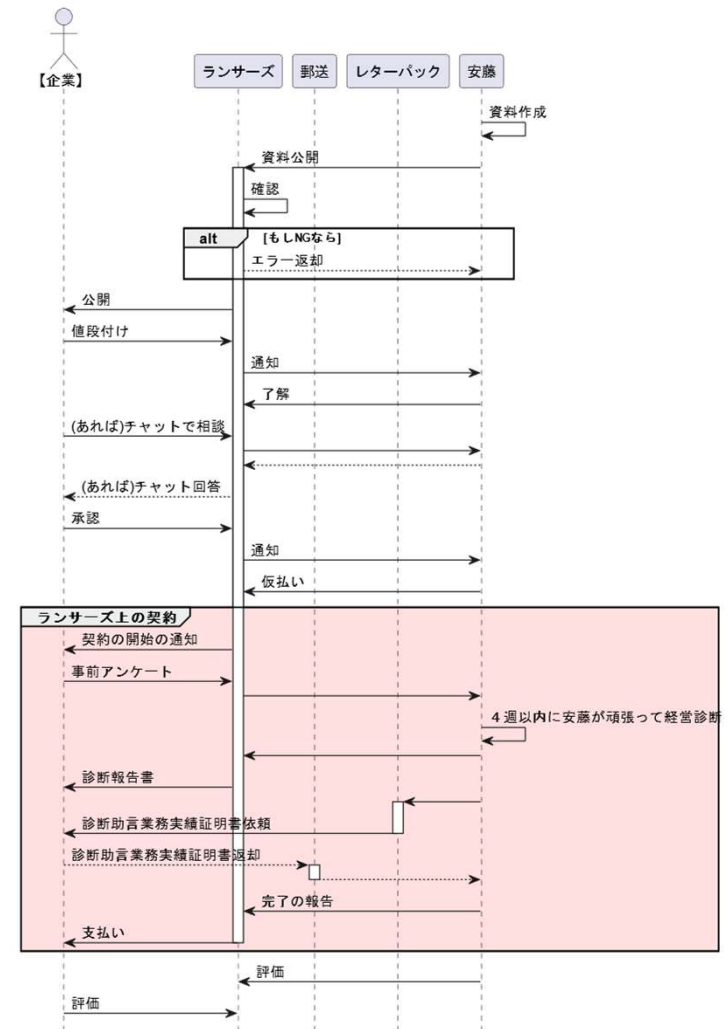 【企業】
ランサーズ
郵送
レターパック
安藤
資料作成
資料公開
確認
alt
[もしNGなら]
エラー返却
公開
値段付け
通知
了解
(あれば)チャットで相談
(あれば)チャット回答
承認
通知
仮払い
ランサーズ上の契約
契約の開始の通知
事前アンケート
4週以内に安藤が頑張って経営診断
診断報告書
診断助言業務実績証明書依頼
診断助言業務実績証明書返却
完了の報告
支払い
評価
評価